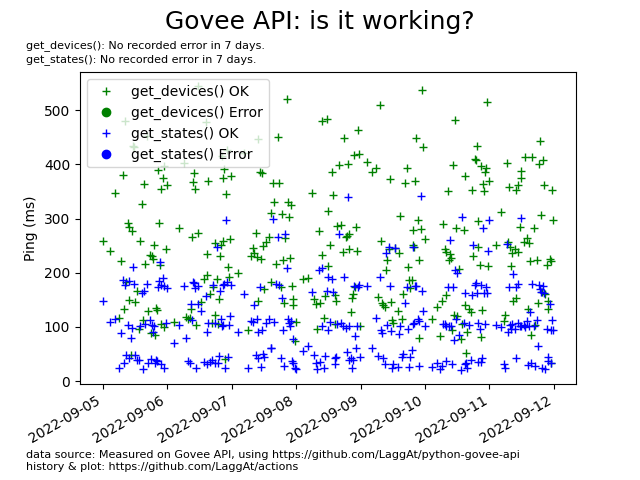 Govee API: is it working?
get_devices(): No recorded error in 7 days.
get_states(): No recorded error in 7 days.
get_devices() OK
get_devices() Error
get_states() OK
get_states() Error
Ping (ms)
500
400
300
200
100
0
2022-09-05
2022-09-06
2022-09-07
2022-09-08
2022-09-09
2022-09-10
2022-09-11
2022-09-12
data source: Measured on Govee API, using https://github.com/LaggAt/python-govee-api
history & plot: https://github.com/LaggAt/actions